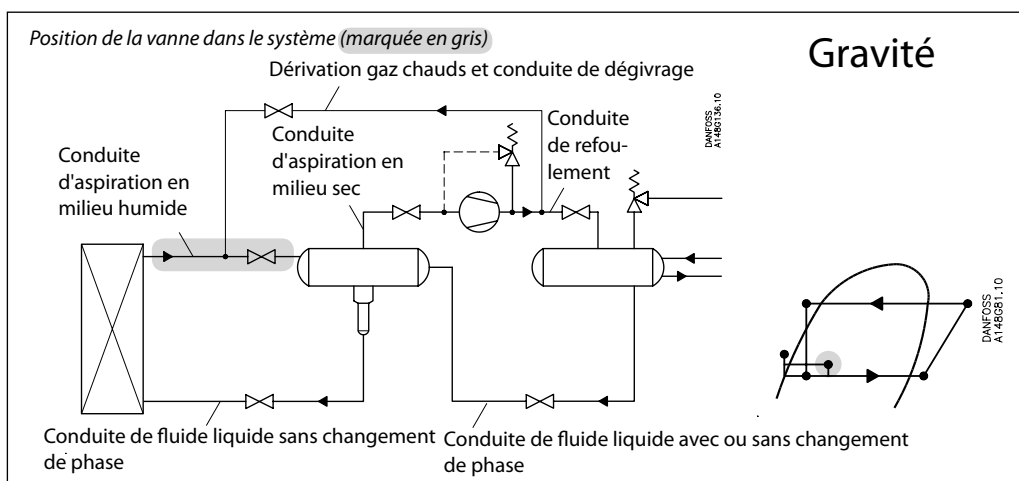 Position de la vanne dans le système (marquée en gris)
Gravité
Dérivation gaz chauds et conduite de dégivrage
DANFOSS
A148G136.10
Conduite
d'aspiration en
milieu humide
Conduite
d'aspiration en
milieu sec
Conduite
de refou-
lement
DANFOSS
A148G81.10
Conduite de fluide liquide sans changement
de phase
Conduite de fluide liquide avec ou sans changement
de phase